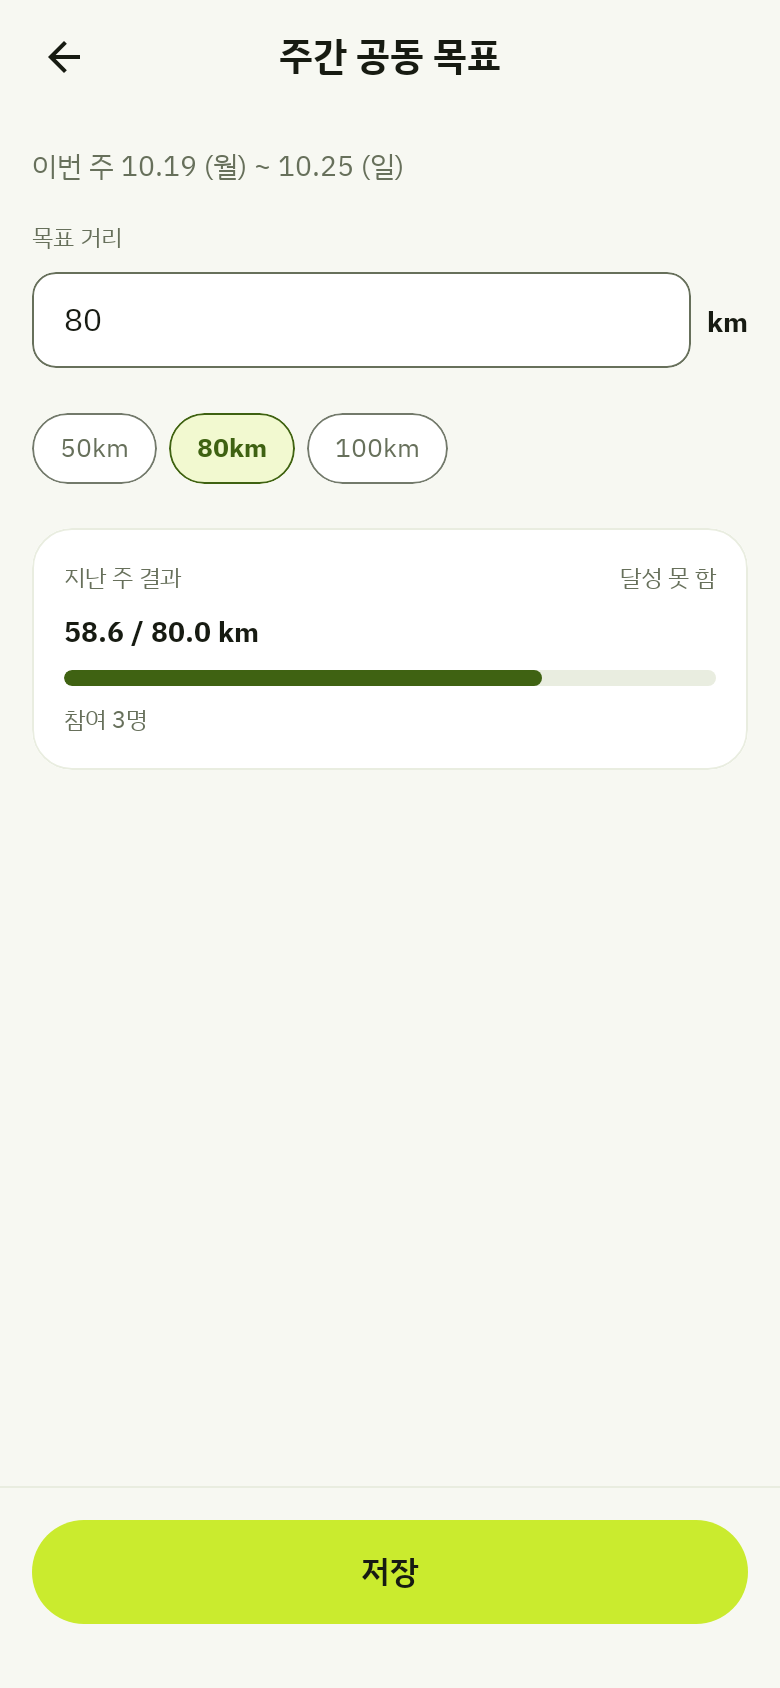 주간 공동 목표
이번 주 10.19 (월) ~ 10.25 (일)
목표 거리
80 km
50km 80km 100km
지난 주 결과 달성 못 함
58.6 / 80.0 km
참여 3명
저장